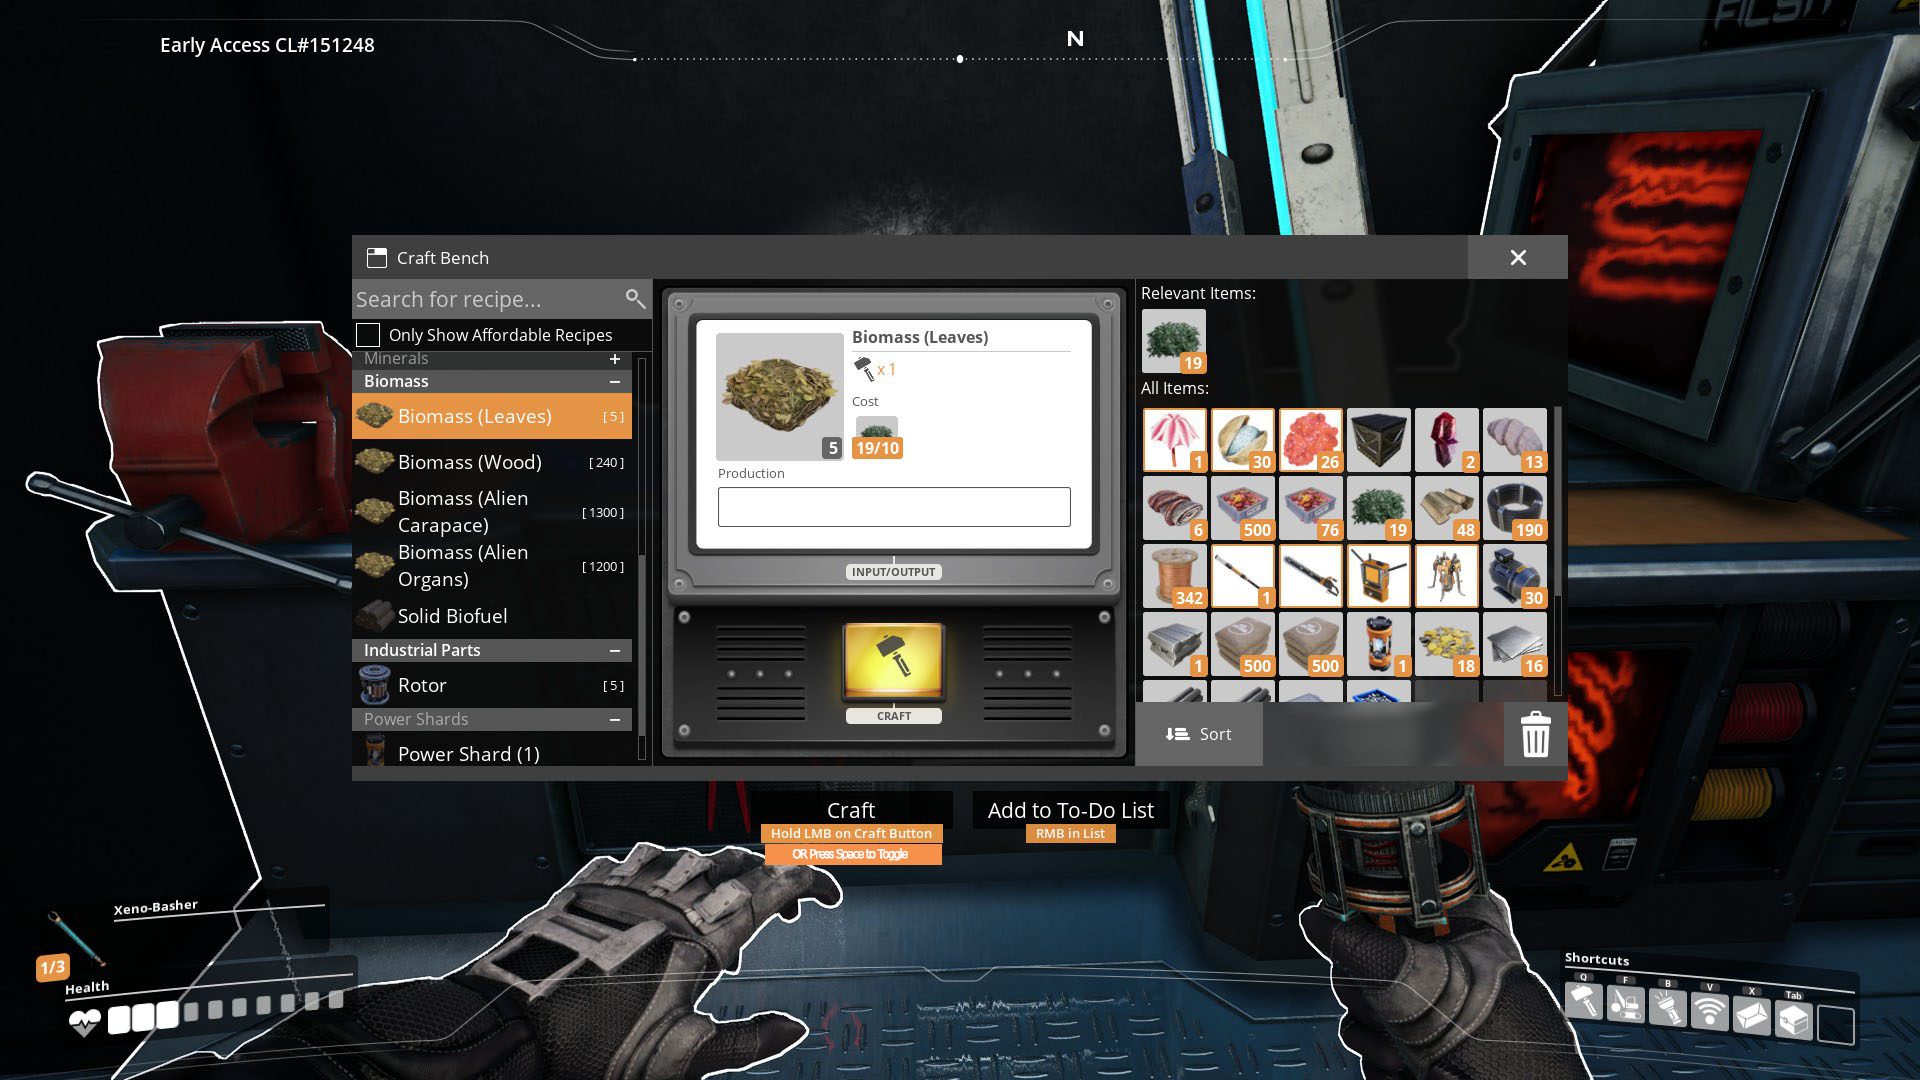 Early Access CL#151248
N
Craft Bench
Search for recipe...
Only Show Affordable Recipes
Minerals +
Biomass −
Biomass (Leaves) [ 5 ]
Biomass (Wood) [ 240 ]
Biomass (Alien
Carapace) [ 1300 ]
Biomass (Alien
Organs) [ 1200 ]
Solid Biofuel
Industrial Parts −
Rotor [ 5 ]
Power Shards −
Power Shard (1)
Biomass (Leaves)
x 1
Cost
5
19/10
Production
INPUT/OUTPUT
CRAFT
Relevant Items:
19
All Items:
1 30 26 2 13
6 500 76 19 48 190
342 1 30
1 500 500 1 18 16
Sort
Craft
Hold LMB on Craft Button
OR Press Space to Toggle
Add to To-Do List
RMB in List
Xeno-Basher
1/3
Health
Shortcuts
Q F B V X Tab